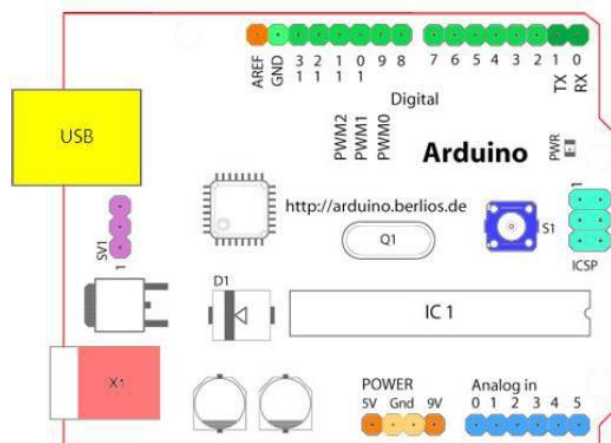 AREF
GND
13
12
11
10
9
8
7
6
5
4
3
2
1
0
TX
RX
Digital
PWM2
PWM1
PWM0
Arduino
PWR
USB
http://arduino.berlios.de
SV1
1
Q1
S1
1
ICSP
D1
IC 1
X1
POWER
5V Gnd 9V
Analog in
0 1 2 3 4 5